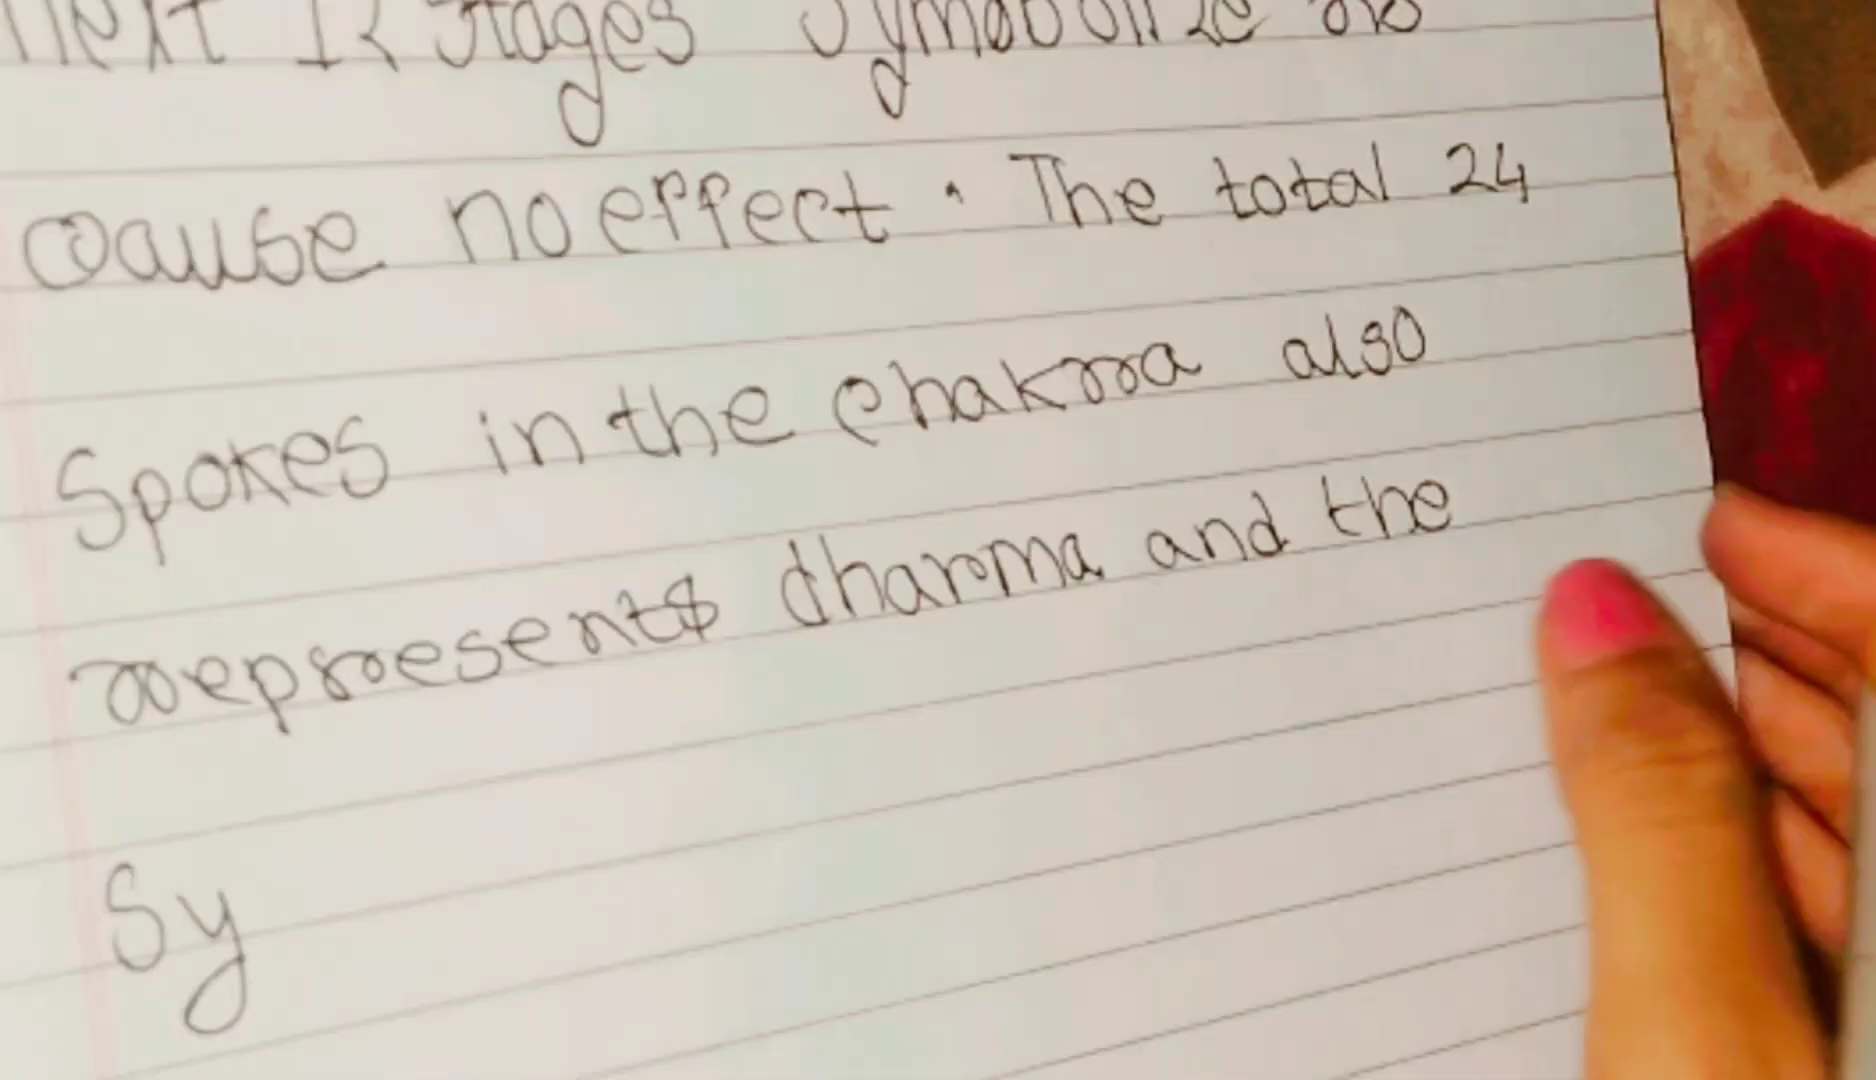 next 12 stages symbolize no
cause no effect. The total 24
Spokes in the chakra also
represents dharma and the
Sy